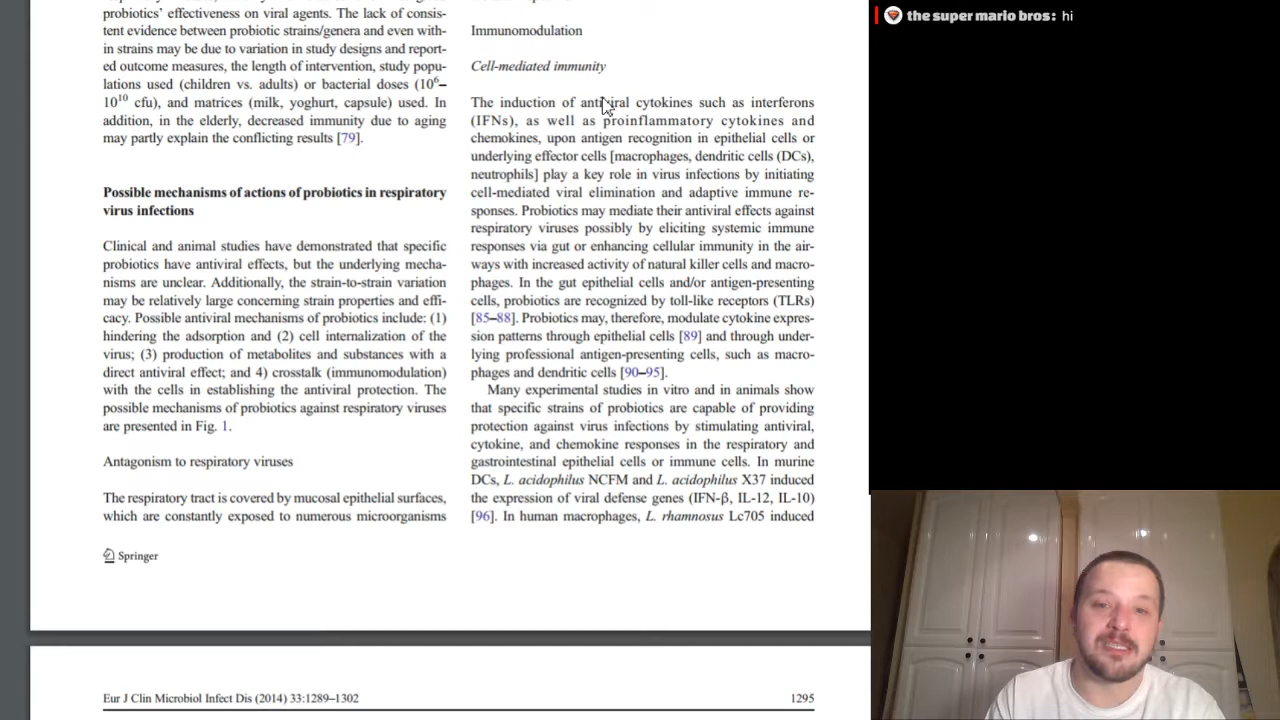 probiotics' effectiveness on viral agents. The lack of consis-
tent evidence between probiotic strains/genera and even with-
in strains may be due to variation in study designs and report-
ed outcome measures, the length of intervention, study popu-
lations used (children vs. adults) or bacterial doses (10⁶–
10¹⁰ cfu), and matrices (milk, yoghurt, capsule) used. In
addition, in the elderly, decreased immunity due to aging
may partly explain the conflicting results [79].
Possible mechanisms of actions of probiotics in respiratory
virus infections
Clinical and animal studies have demonstrated that specific
probiotics have antiviral effects, but the underlying mecha-
nisms are unclear. Additionally, the strain-to-strain variation
may be relatively large concerning strain properties and effi-
cacy. Possible antiviral mechanisms of probiotics include: (1)
hindering the adsorption and (2) cell internalization of the
virus; (3) production of metabolites and substances with a
direct antiviral effect; and 4) crosstalk (immunomodulation)
with the cells in establishing the antiviral protection. The
possible mechanisms of probiotics against respiratory viruses
are presented in Fig. 1.
Antagonism to respiratory viruses
The respiratory tract is covered by mucosal epithelial surfaces,
which are constantly exposed to numerous microorganisms
Springer
Immunomodulation
Cell-mediated immunity
The induction of antiviral cytokines such as interferons
(IFNs), as well as proinflammatory cytokines and
chemokines, upon antigen recognition in epithelial cells or
underlying effector cells [macrophages, dendritic cells (DCs),
neutrophils] play a key role in virus infections by initiating
cell-mediated viral elimination and adaptive immune re-
sponses. Probiotics may mediate their antiviral effects against
respiratory viruses possibly by eliciting systemic immune
responses via gut or enhancing cellular immunity in the air-
ways with increased activity of natural killer cells and macro-
phages. In the gut epithelial cells and/or antigen-presenting
cells, probiotics are recognized by toll-like receptors (TLRs)
[85–88]. Probiotics may, therefore, modulate cytokine expres-
sion patterns through epithelial cells [89] and through under-
lying professional antigen-presenting cells, such as macro-
phages and dendritic cells [90–95].
Many experimental studies in vitro and in animals show
that specific strains of probiotics are capable of providing
protection against virus infections by stimulating antiviral,
cytokine, and chemokine responses in the respiratory and
gastrointestinal epithelial cells or immune cells. In murine
DCs, L. acidophilus NCFM and L. acidophilus X37 induced
the expression of viral defense genes (IFN-β, IL-12, IL-10)
[96]. In human macrophages, L. rhamnosus Lc705 induced
Eur J Clin Microbiol Infect Dis (2014) 33:1289–1302
1295
the super mario bros: hi